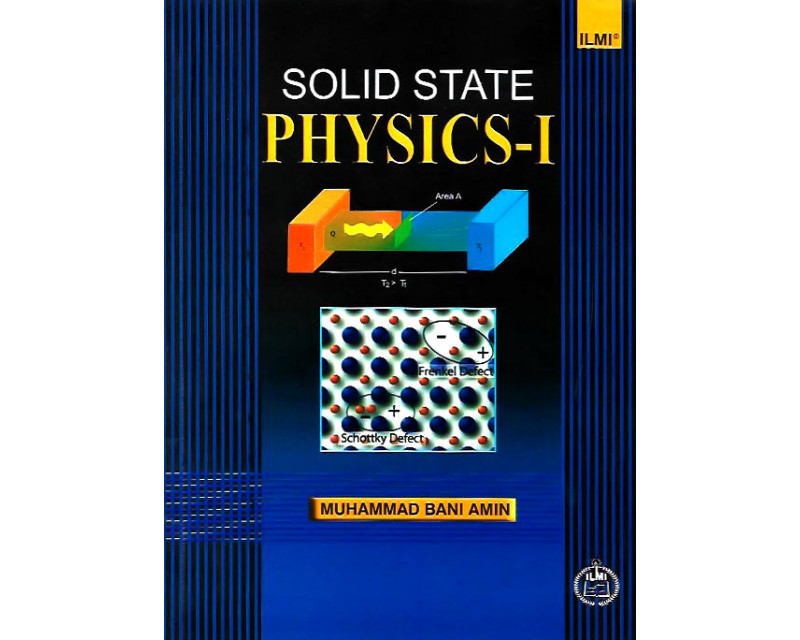 ILMI®
SOLID STATE
PHYSICS-I
Area A
Q
d
T2 > T1
Frenkel Defect
Schottky Defect
MUHAMMAD BANI AMIN
ILMI